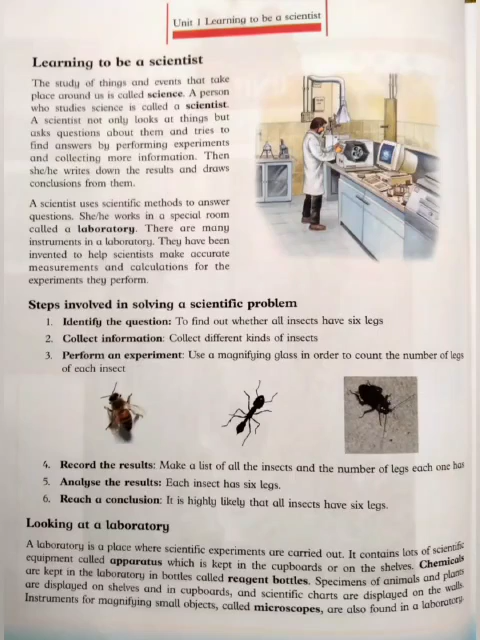 Unit 1 Learning to be a scientist
Learning to be a scientist
The study of things and events that take
place around us is called science. A person
who studies science is called a scientist.
A scientist not only looks at things but
asks questions about them and tries to
find answers by performing experiments
and collecting more information. Then
she/he writes down the results and draws
conclusions from them.
A scientist uses scientific methods to answer
questions. She/he works in a special room
called a laboratory. There are many
instruments in a laboratory. They have been
invented to help scientists make accurate
measurements and calculations for the
experiments they perform.
Steps involved in solving a scientific problem
1. Identify the question: To find out whether all insects have six legs
2. Collect information: Collect different kinds of insects
3. Perform an experiment: Use a magnifying glass in order to count the number of legs
of each insect
4. Record the results: Make a list of all the insects and the number of legs each one has
5. Analyse the results: Each insect has six legs.
6. Reach a conclusion: It is highly likely that all insects have six legs.
Looking at a laboratory
A laboratory is a place where scientific experiments are carried out. It contains lots of scientific
equipment called apparatus which is kept in the cupboards or on the shelves. Chemicals
are kept in the laboratory in bottles called reagent bottles. Specimens of animals and plants
are displayed on shelves and in cupboards, and scientific charts are displayed on the walls.
Instruments for magnifying small objects, called microscopes, are also found in a laboratory.